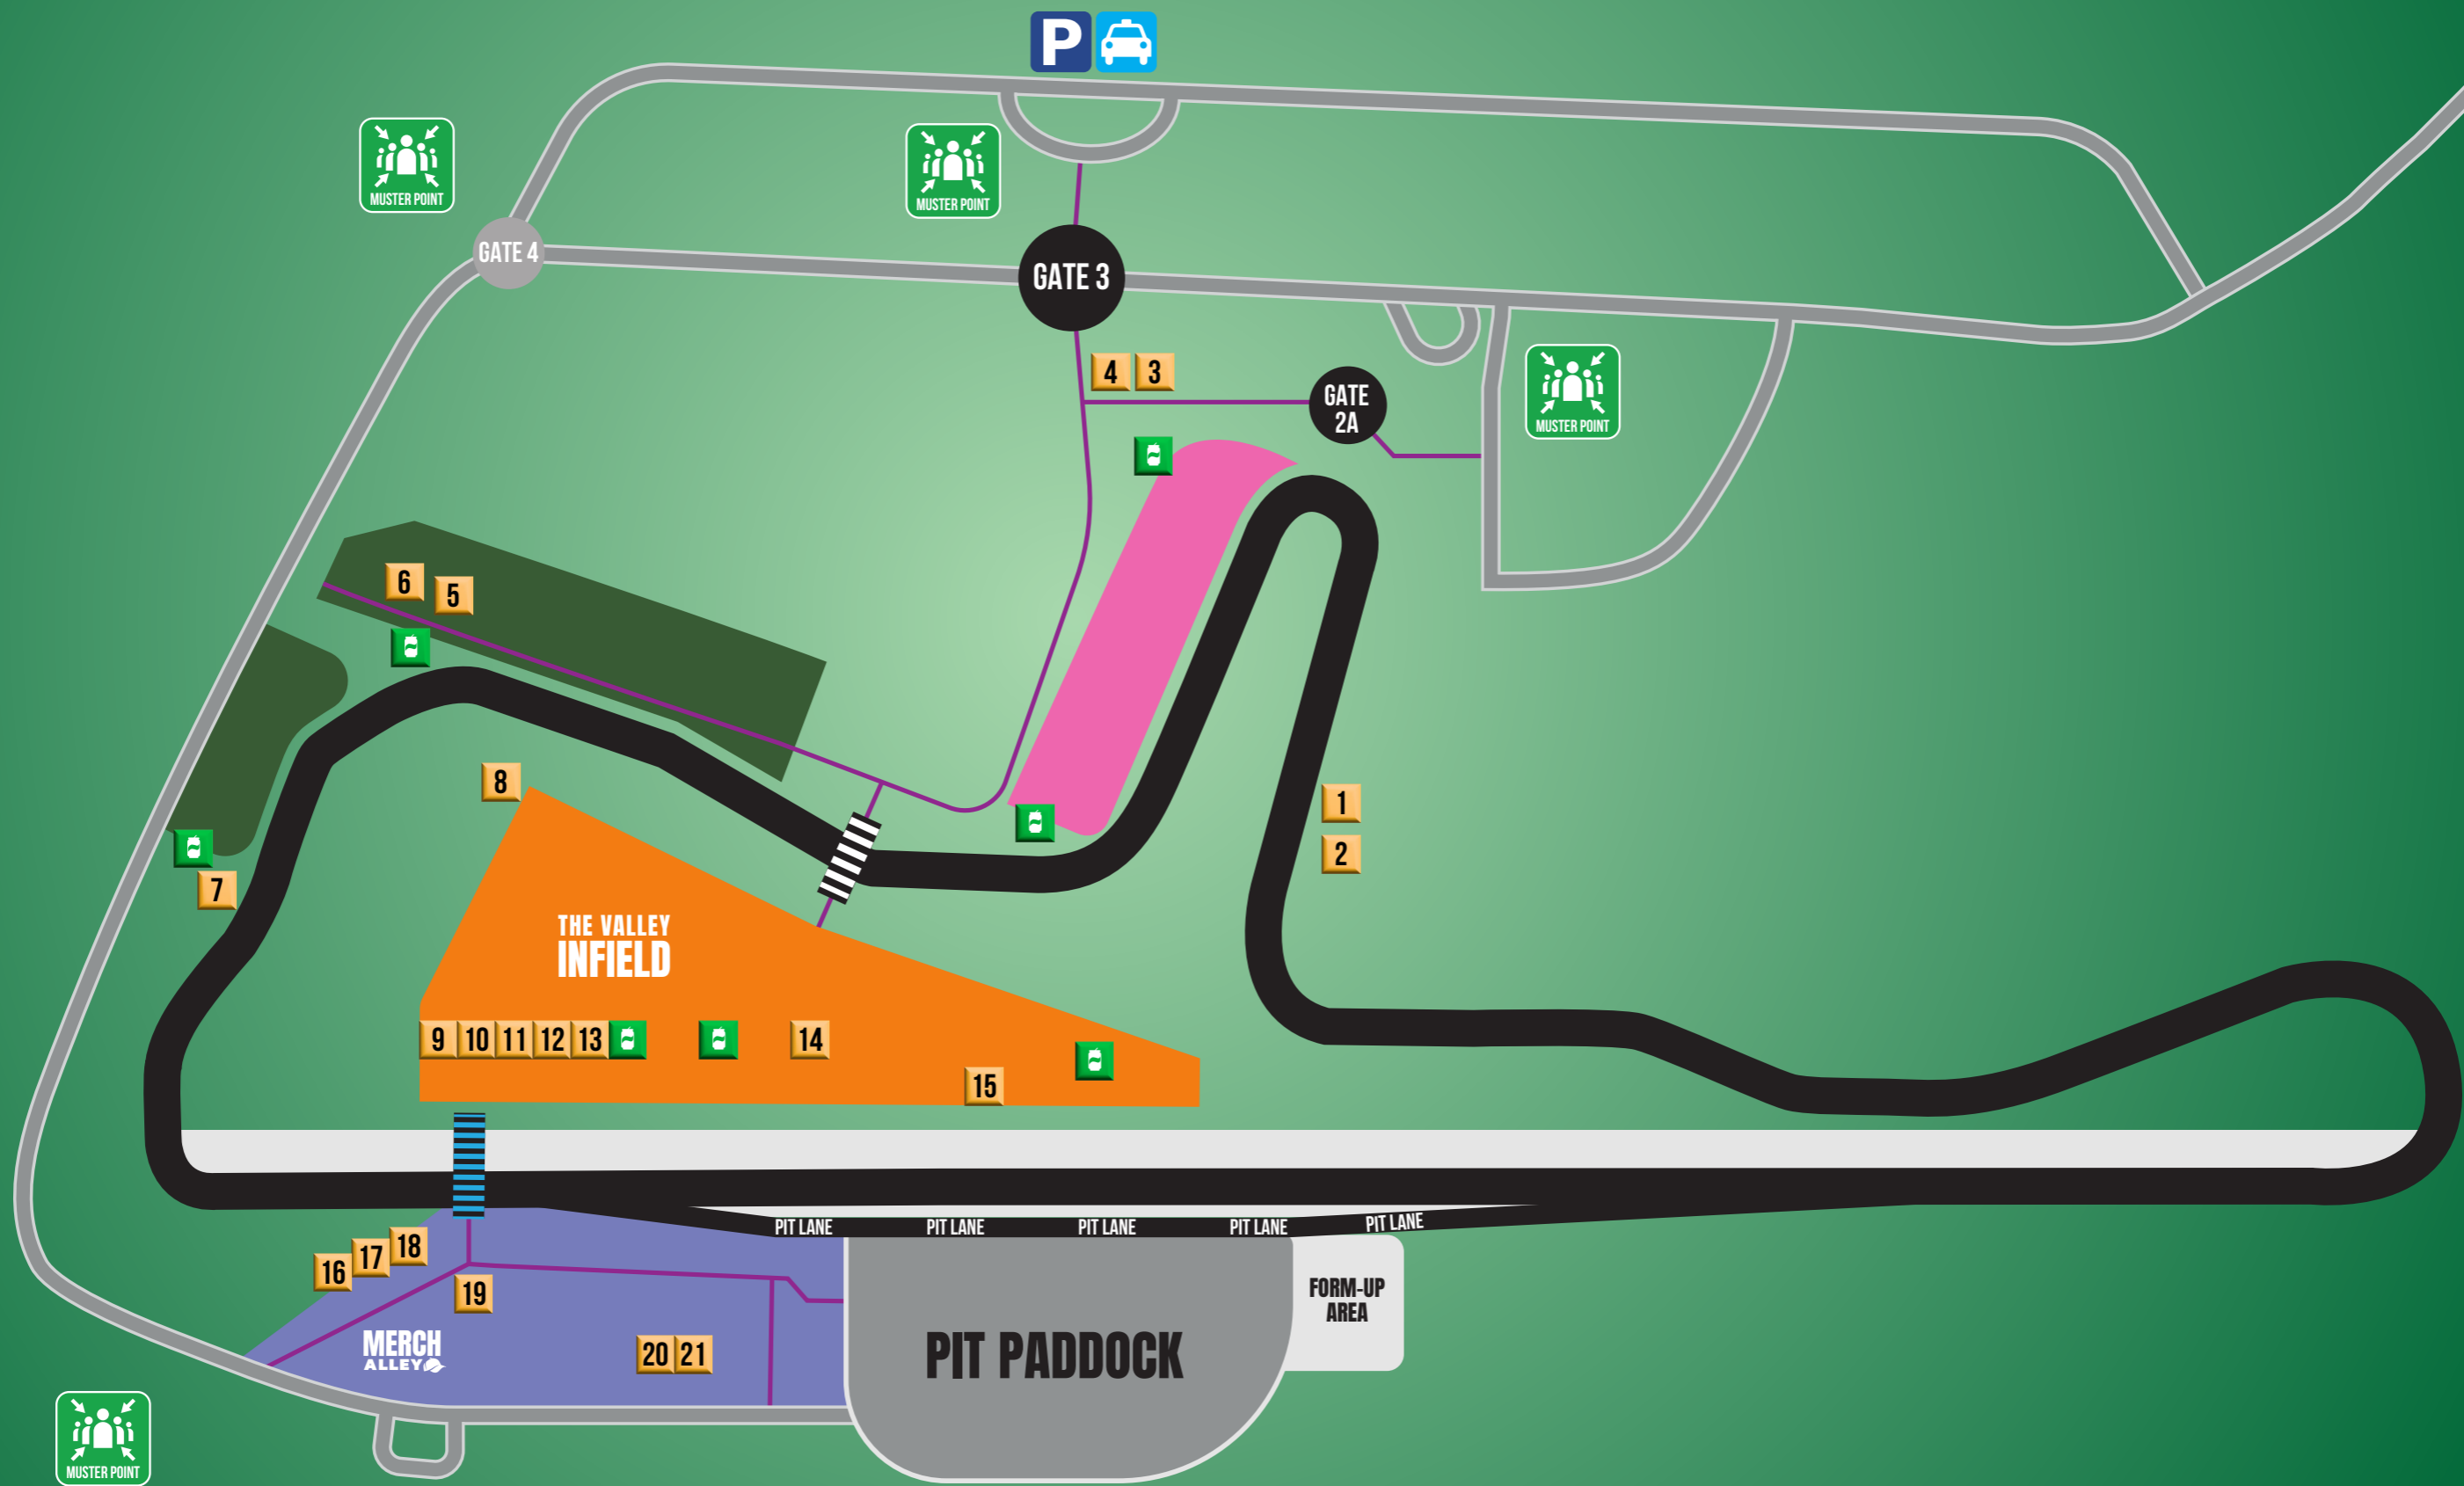 P
MUSTER POINT
MUSTER POINT
GATE 4
GATE 3
4 3
GATE
2A
MUSTER POINT
6
5
8
1
2
7
THE VALLEY
INFIELD
9 10 11 12 13
14
15
PIT LANE PIT LANE PIT LANE PIT LANE PIT LANE
16 17 18
19
FORM-UP
AREA
MERCH
ALLEY
20 21
PIT PADDOCK
MUSTER POINT